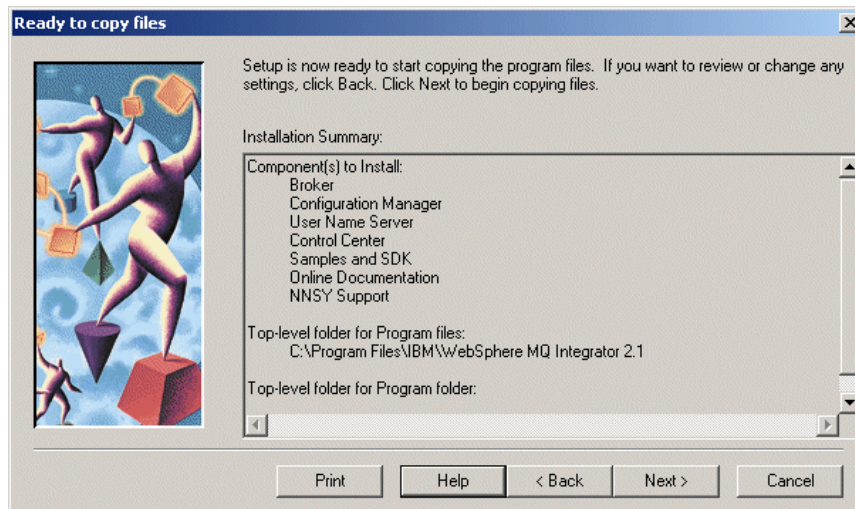 Ready to copy files
Setup is now ready to start copying the program files. If you want to review or change any
settings, click Back. Click Next to begin copying files.
Installation Summary:
Component(s) to Install:
Broker
Configuration Manager
User Name Server
Control Center
Samples and SDK
Online Documentation
NNSY Support
Top-level folder for Program files:
C:\Program Files\IBM\WebSphere MQ Integrator 2.1
Top-level folder for Program folder:
Print
Help
< Back
Next >
Cancel